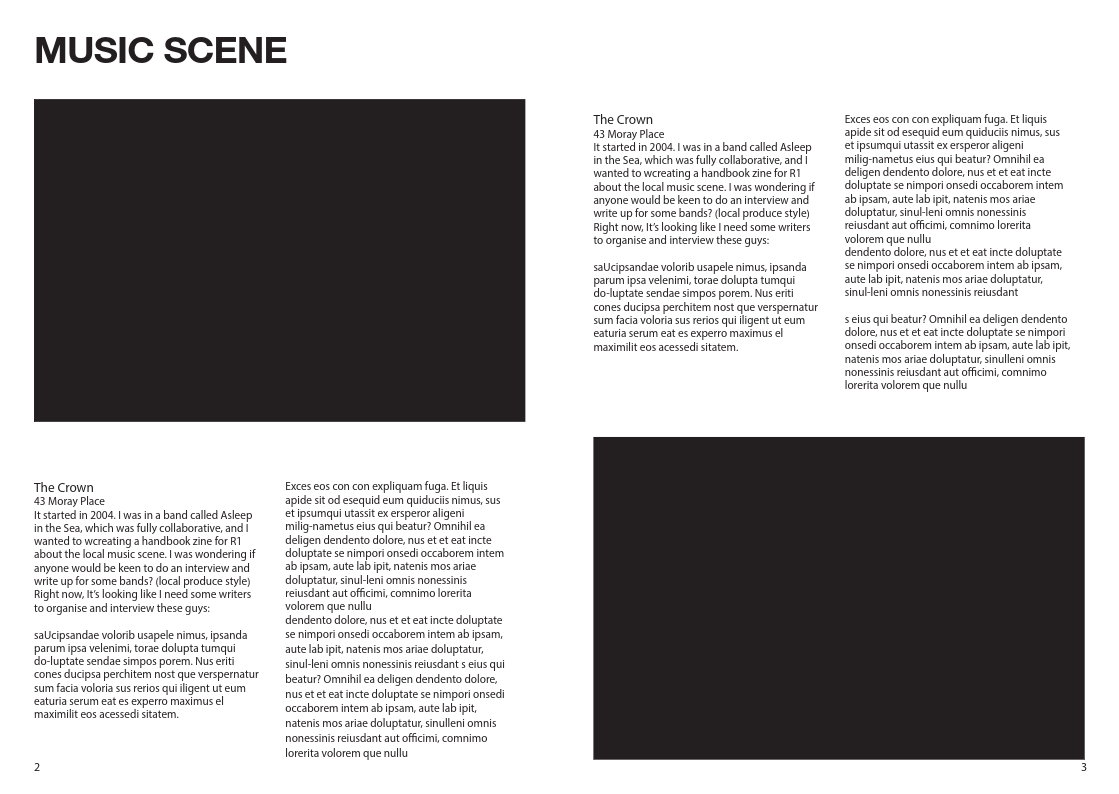 MUSIC SCENE
The Crown
43 Moray Place
It started in 2004. I was in a band called Asleep
in the Sea, which was fully collaborative, and I
wanted to wcreating a handbook zine for R1
about the local music scene. I was wondering if
anyone would be keen to do an interview and
write up for some bands? (local produce style)
Right now, It's looking like I need some writers
to organise and interview these guys:
saUcipsandae volorib usapele nimus, ipsanda
parum ipsa velenimi, torae dolupta tumqui
do-luptate sendae simpos porem. Nus eriti
cones ducipsa perchitem nost que verspernatur
sum facia voloria sus rerios qui iligent ut eum
eaturia serum eat es experro maximus el
maximilit eos acessedi sitatem.
Exces eos con con expliquam fuga. Et liquis
apide sit od esequid eum quiduciis nimus, sus
et ipsumqui utassit ex ersperor aligeni
milig-nametus eius qui beatur? Omnihil ea
deligen dendento dolore, nus et et eat incte
doluptate se nimpori onsedi occaborem intem
ab ipsam, aute lab ipit, natenis mos ariae
doluptatur, sinul-leni omnis nonessinis
reiusdant aut officimi, comnimo lorerita
volorem que nullu
dendento dolore, nus et et eat incte doluptate
se nimpori onsedi occaborem intem ab ipsam,
aute lab ipit, natenis mos ariae doluptatur,
sinul-leni omnis nonessinis reiusdant s eius qui
beatur? Omnihil ea deligen dendento dolore,
nus et et eat incte doluptate se nimpori onsedi
occaborem intem ab ipsam, aute lab ipit,
natenis mos ariae doluptatur, sinulleni omnis
nonessinis reiusdant aut officimi, comnimo
lorerita volorem que nullu
2
The Crown
43 Moray Place
It started in 2004. I was in a band called Asleep
in the Sea, which was fully collaborative, and I
wanted to wcreating a handbook zine for R1
about the local music scene. I was wondering if
anyone would be keen to do an interview and
write up for some bands? (local produce style)
Right now, It's looking like I need some writers
to organise and interview these guys:
saUcipsandae volorib usapele nimus, ipsanda
parum ipsa velenimi, torae dolupta tumqui
do-luptate sendae simpos porem. Nus eriti
cones ducipsa perchitem nost que verspernatur
sum facia voloria sus rerios qui iligent ut eum
eaturia serum eat es experro maximus el
maximilit eos acessedi sitatem.
Exces eos con con expliquam fuga. Et liquis
apide sit od esequid eum quiduciis nimus, sus
et ipsumqui utassit ex ersperor aligeni
milig-nametus eius qui beatur? Omnihil ea
deligen dendento dolore, nus et et eat incte
doluptate se nimpori onsedi occaborem intem
ab ipsam, aute lab ipit, natenis mos ariae
doluptatur, sinul-leni omnis nonessinis
reiusdant aut officimi, comnimo lorerita
volorem que nullu
dendento dolore, nus et et eat incte doluptate
se nimpori onsedi occaborem intem ab ipsam,
aute lab ipit, natenis mos ariae doluptatur,
sinul-leni omnis nonessinis reiusdant
s eius qui beatur? Omnihil ea deligen dendento
dolore, nus et et eat incte doluptate se nimpori
onsedi occaborem intem ab ipsam, aute lab ipit,
natenis mos ariae doluptatur, sinulleni omnis
nonessinis reiusdant aut officimi, comnimo
lorerita volorem que nullu
3